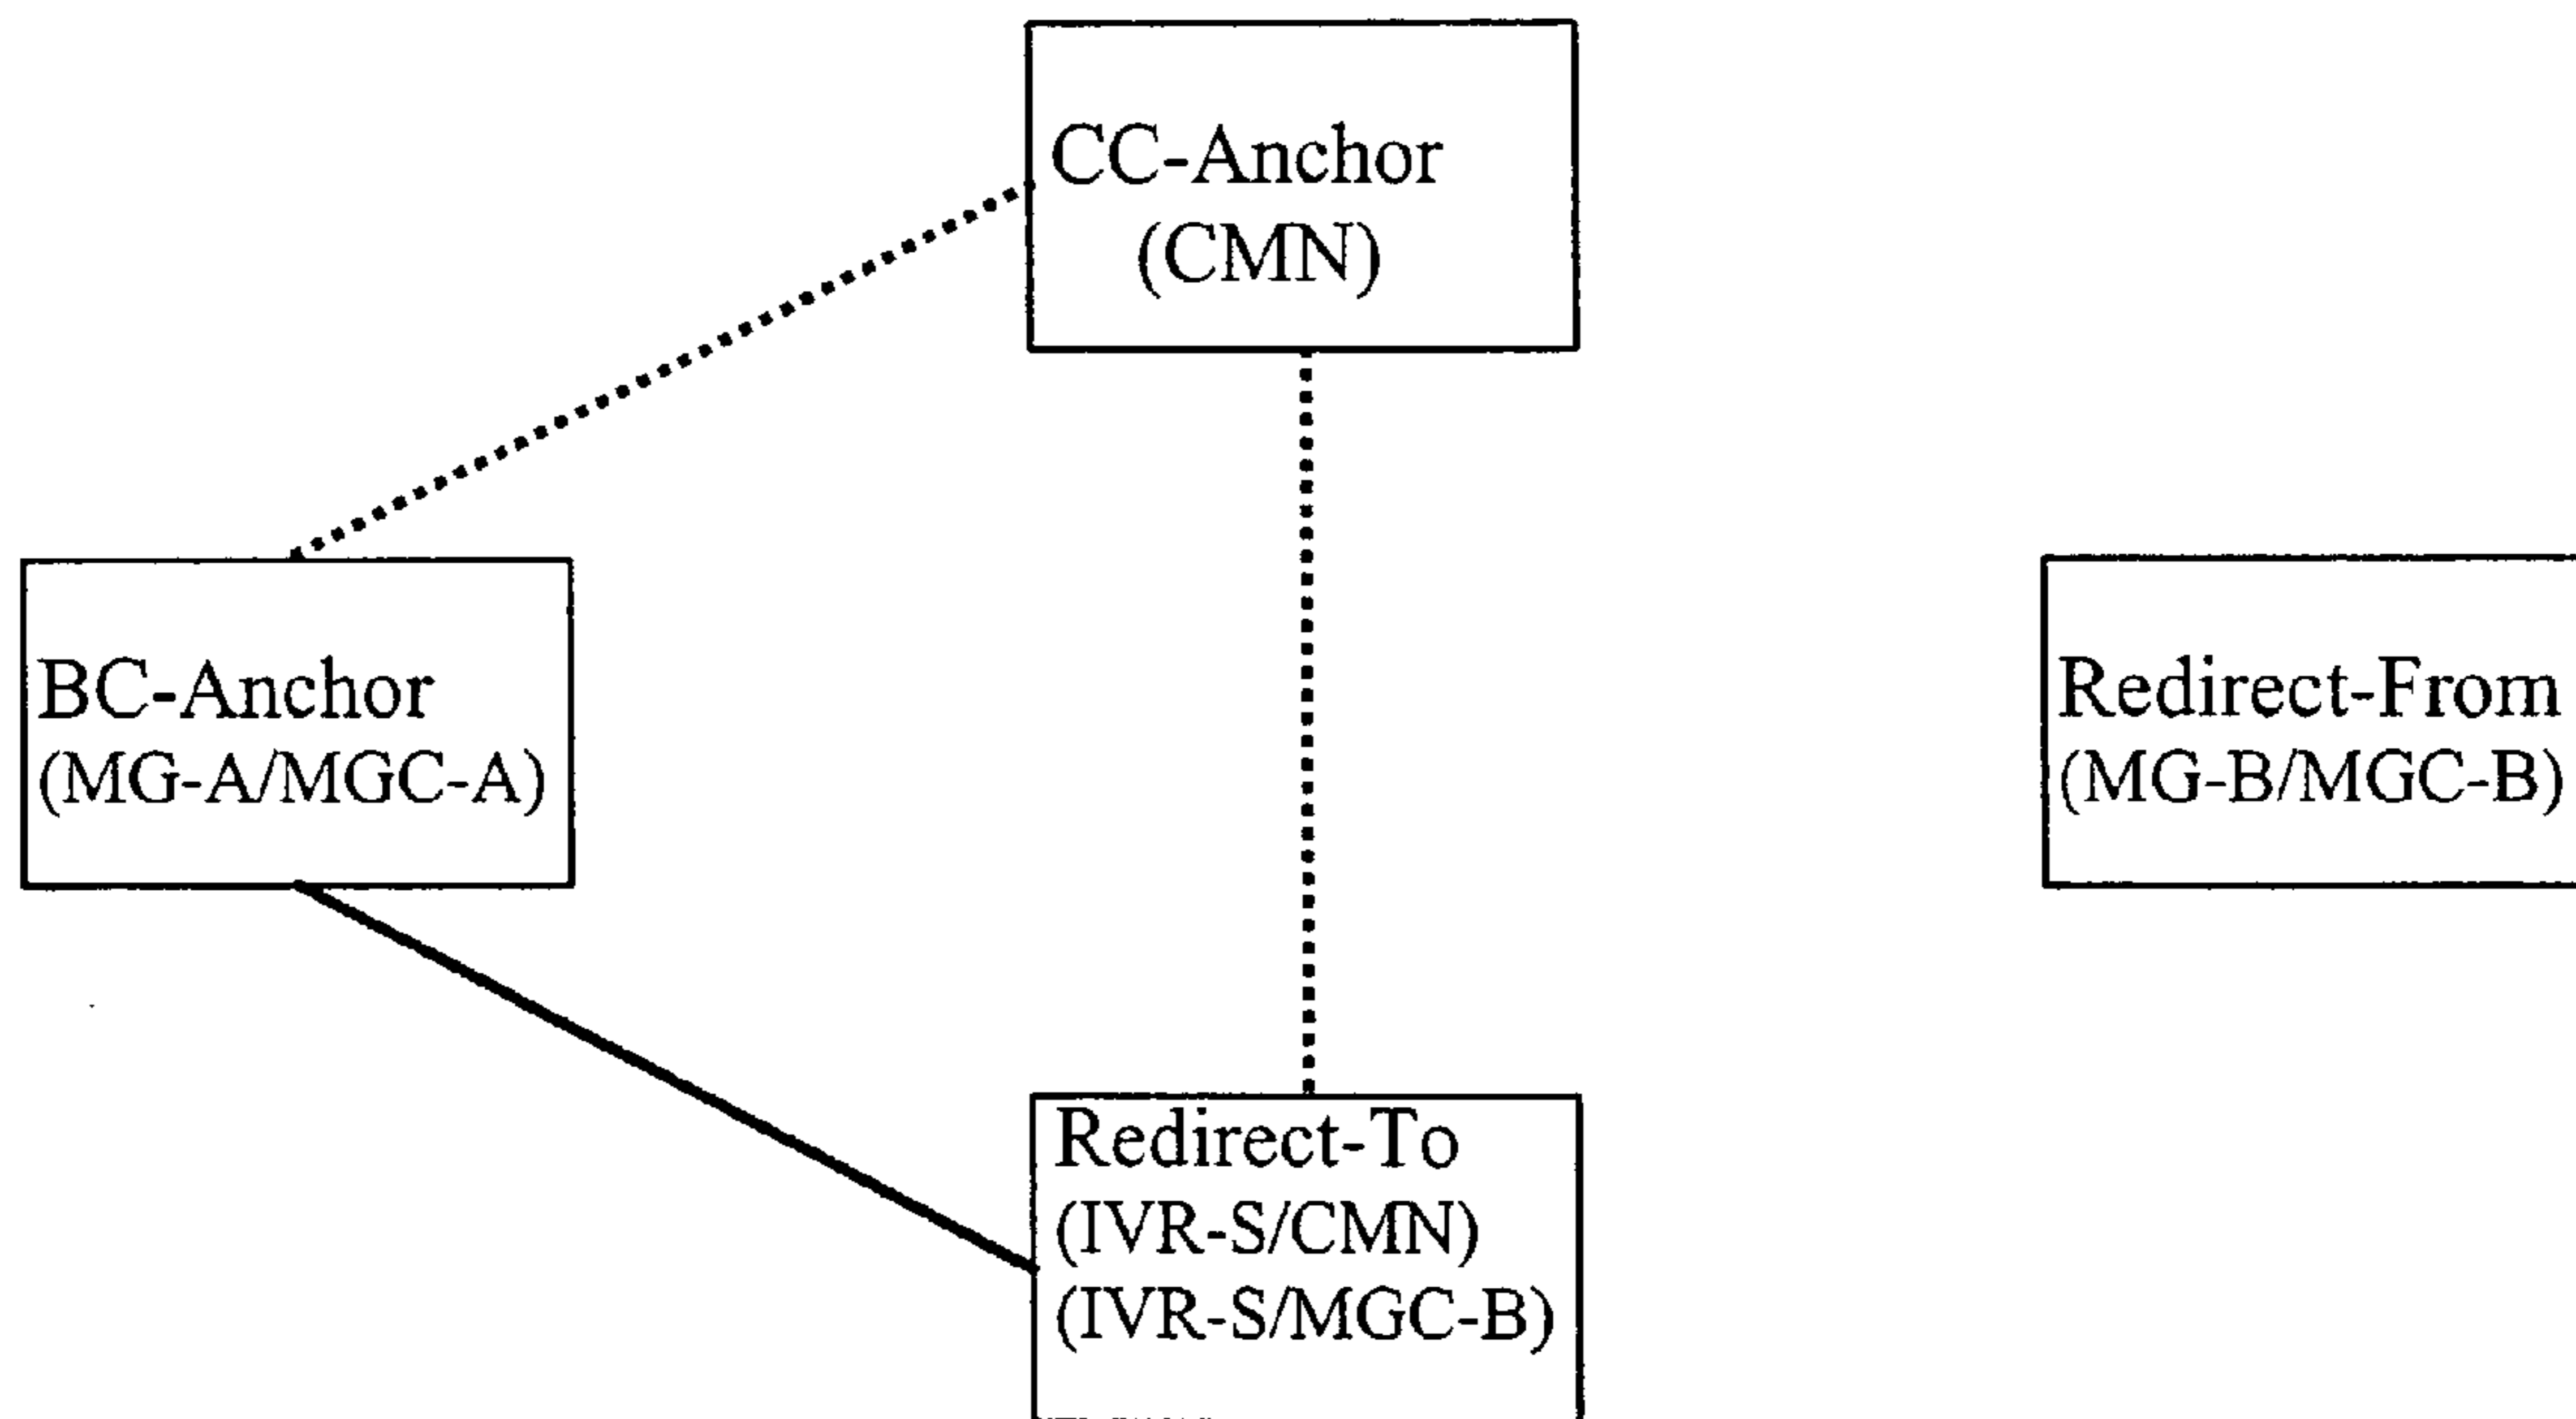 CC-Anchor
(CMN)
BC-Anchor
(MG-A/MGC-A)
Redirect-From
(MG-B/MGC-B)
Redirect-To
(IVR-S/CMN)
(IVR-S/MGC-B)